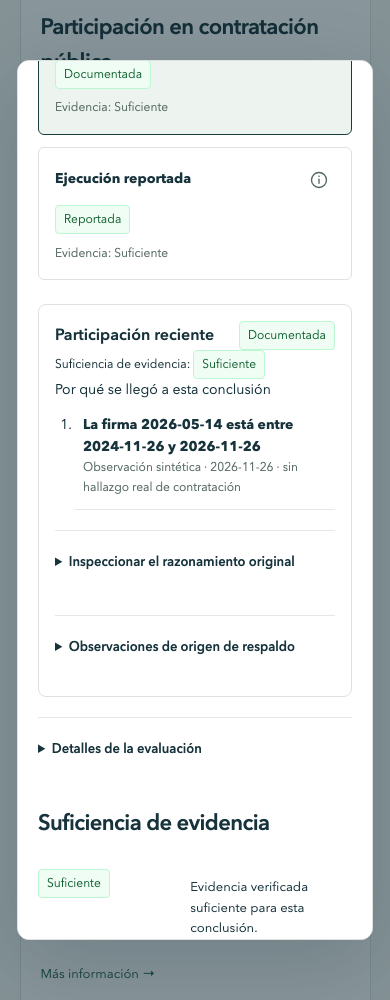 Participación en contratación
pública
Documentada
Evidencia: Suficiente
Ejecución reportada
Reportada
Evidencia: Suficiente
Participación reciente
Documentada
Suficiencia de evidencia: Suficiente
Por qué se llegó a esta conclusión
1. La firma 2026-05-14 está entre
2024-11-26 y 2026-11-26
Observación sintética · 2026-11-26 · sin
hallazgo real de contratación
▶ Inspeccionar el razonamiento original
▶ Observaciones de origen de respaldo
▶ Detalles de la evaluación
Suficiencia de evidencia
Suficiente
Evidencia verificada
suficiente para esta
conclusión.
Más información →